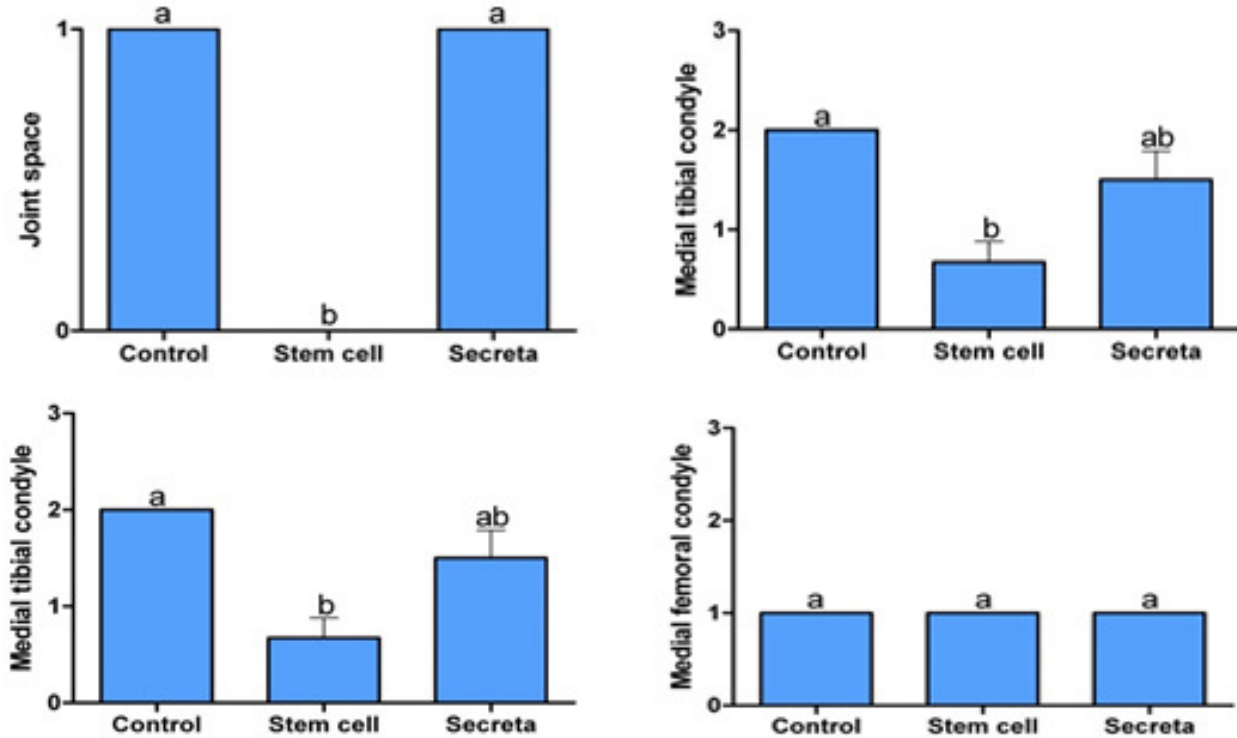 Joint space
1
0
a
b
a
Control
Stem cell
Secreta
Medial tibial condyle
3
2
1
0
a
b
ab
Control
Stem cell
Secreta
Medial tibial condyle
3
2
1
0
a
b
ab
Control
Stem cell
Secreta
Medial femoral condyle
3
2
1
0
a
a
a
Control
Stem cell
Secreta